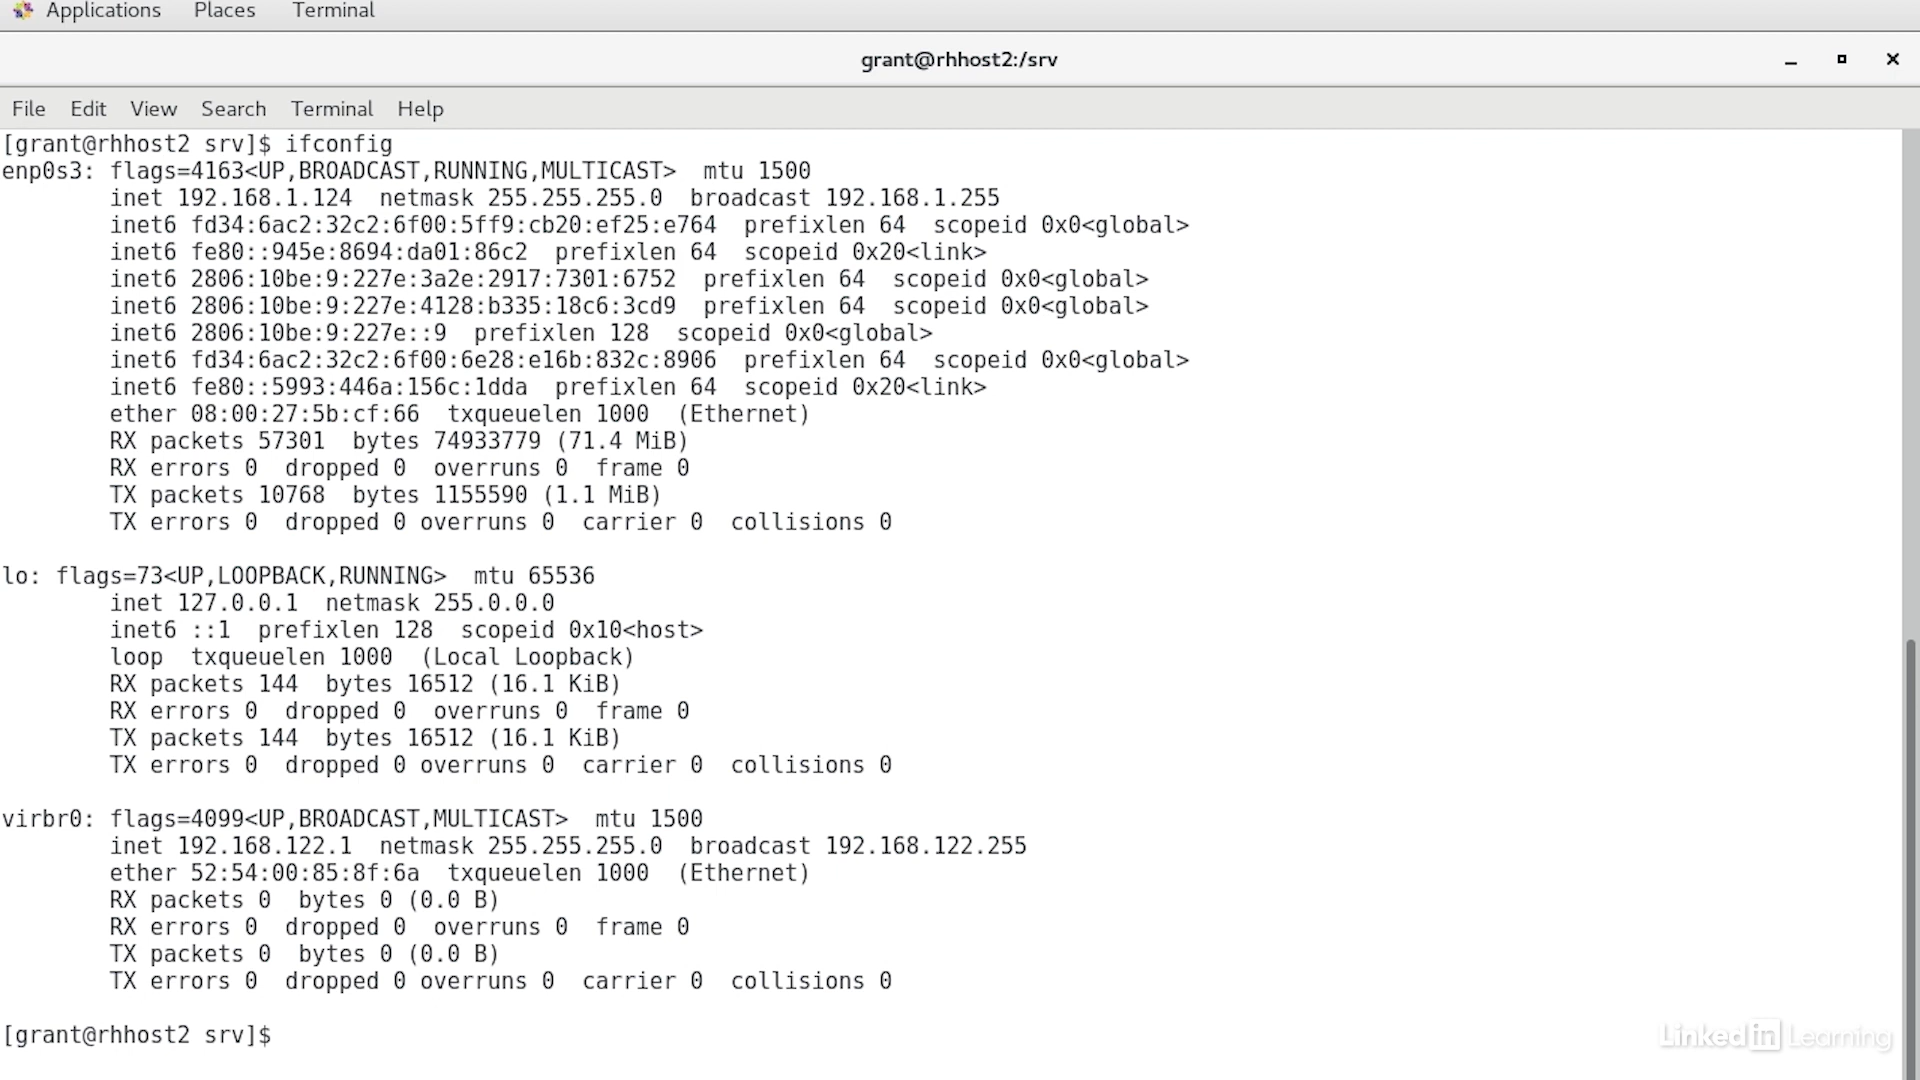 Applications Places Terminal
grant@rhhost2:/srv
File Edit View Search Terminal Help
[grant@rhhost2 srv]$ ifconfig
enp0s3: flags=4163<UP,BROADCAST,RUNNING,MULTICAST>  mtu 1500
        inet 192.168.1.124  netmask 255.255.255.0  broadcast 192.168.1.255
        inet6 fd34:6ac2:32c2:6f00:5ff9:cb20:ef25:e764  prefixlen 64  scopeid 0x0<global>
        inet6 fe80::945e:8694:da01:86c2  prefixlen 64  scopeid 0x20<link>
        inet6 2806:10be:9:227e:3a2e:2917:7301:6752  prefixlen 64  scopeid 0x0<global>
        inet6 2806:10be:9:227e:4128:b335:18c6:3cd9  prefixlen 64  scopeid 0x0<global>
        inet6 2806:10be:9:227e::9  prefixlen 128  scopeid 0x0<global>
        inet6 fd34:6ac2:32c2:6f00:6e28:e16b:832c:8906  prefixlen 64  scopeid 0x0<global>
        inet6 fe80::5993:446a:156c:1dda  prefixlen 64  scopeid 0x20<link>
        ether 08:00:27:5b:cf:66  txqueuelen 1000  (Ethernet)
        RX packets 57301  bytes 74933779 (71.4 MiB)
        RX errors 0  dropped 0  overruns 0  frame 0
        TX packets 10768  bytes 1155590 (1.1 MiB)
        TX errors 0  dropped 0 overruns 0  carrier 0  collisions 0
lo: flags=73<UP,LOOPBACK,RUNNING>  mtu 65536
        inet 127.0.0.1  netmask 255.0.0.0
        inet6 ::1  prefixlen 128  scopeid 0x10<host>
        loop  txqueuelen 1000  (Local Loopback)
        RX packets 144  bytes 16512 (16.1 KiB)
        RX errors 0  dropped 0  overruns 0  frame 0
        TX packets 144  bytes 16512 (16.1 KiB)
        TX errors 0  dropped 0 overruns 0  carrier 0  collisions 0
virbr0: flags=4099<UP,BROADCAST,MULTICAST>  mtu 1500
        inet 192.168.122.1  netmask 255.255.255.0  broadcast 192.168.122.255
        ether 52:54:00:85:8f:6a  txqueuelen 1000  (Ethernet)
        RX packets 0  bytes 0 (0.0 B)
        RX errors 0  dropped 0  overruns 0  frame 0
        TX packets 0  bytes 0 (0.0 B)
        TX errors 0  dropped 0 overruns 0  carrier 0  collisions 0
[grant@rhhost2 srv]$
Linked in Learning